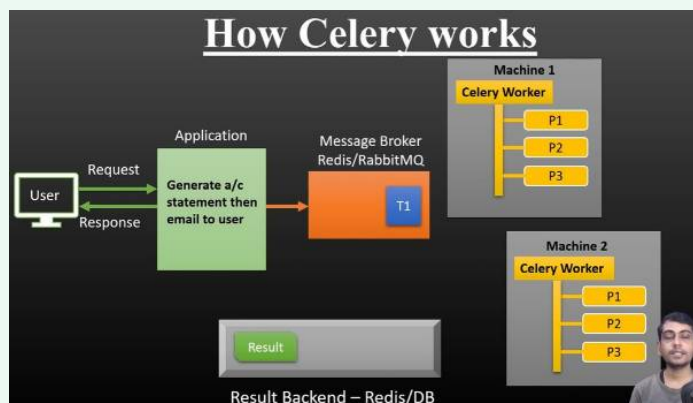 How Celery works
Machine 1
Celery Worker
P1
P2
P3
Application
Message Broker
Redis/RabbitMQ
User
Request
Response
Generate a/c
statement then
email to user
T1
Machine 2
Celery Worker
P1
P2
P3
Result
Result Backend – Redis/DB